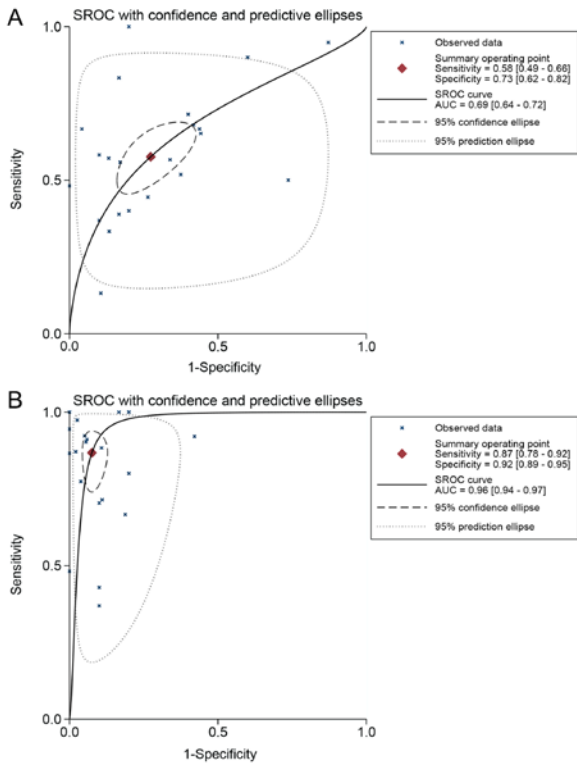 A
SROC with confidence and predictive ellipses
1.0
0.5
0.0
Sensitivity
0.0
0.5
1.0
1-Specificity
Observed data
Summary operating point
Sensitivity = 0.58 [0.49 - 0.66]
Specificity = 0.73 [0.62 - 0.82]
SROC curve
AUC = 0.69 [0.64 - 0.72]
95% confidence ellipse
95% prediction ellipse
B
SROC with confidence and predictive ellipses
1.0
0.5
0.0
Sensitivity
0.0
0.5
1.0
1-Specificity
Observed data
Summary operating point
Sensitivity = 0.87 [0.78 - 0.92]
Specificity = 0.92 [0.89 - 0.95]
SROC curve
AUC = 0.96 [0.94 - 0.97]
95% confidence ellipse
95% prediction ellipse